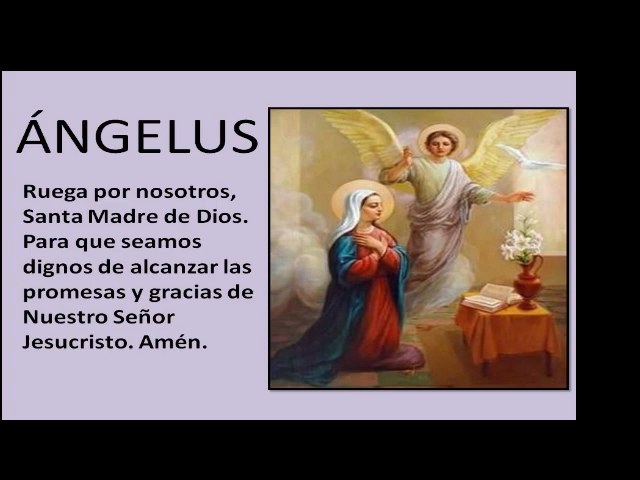 ÁNGELUS
Ruega por nosotros,
Santa Madre de Dios.
Para que seamos
dignos de alcanzar las
promesas y gracias de
Nuestro Señor
Jesucristo. Amén.